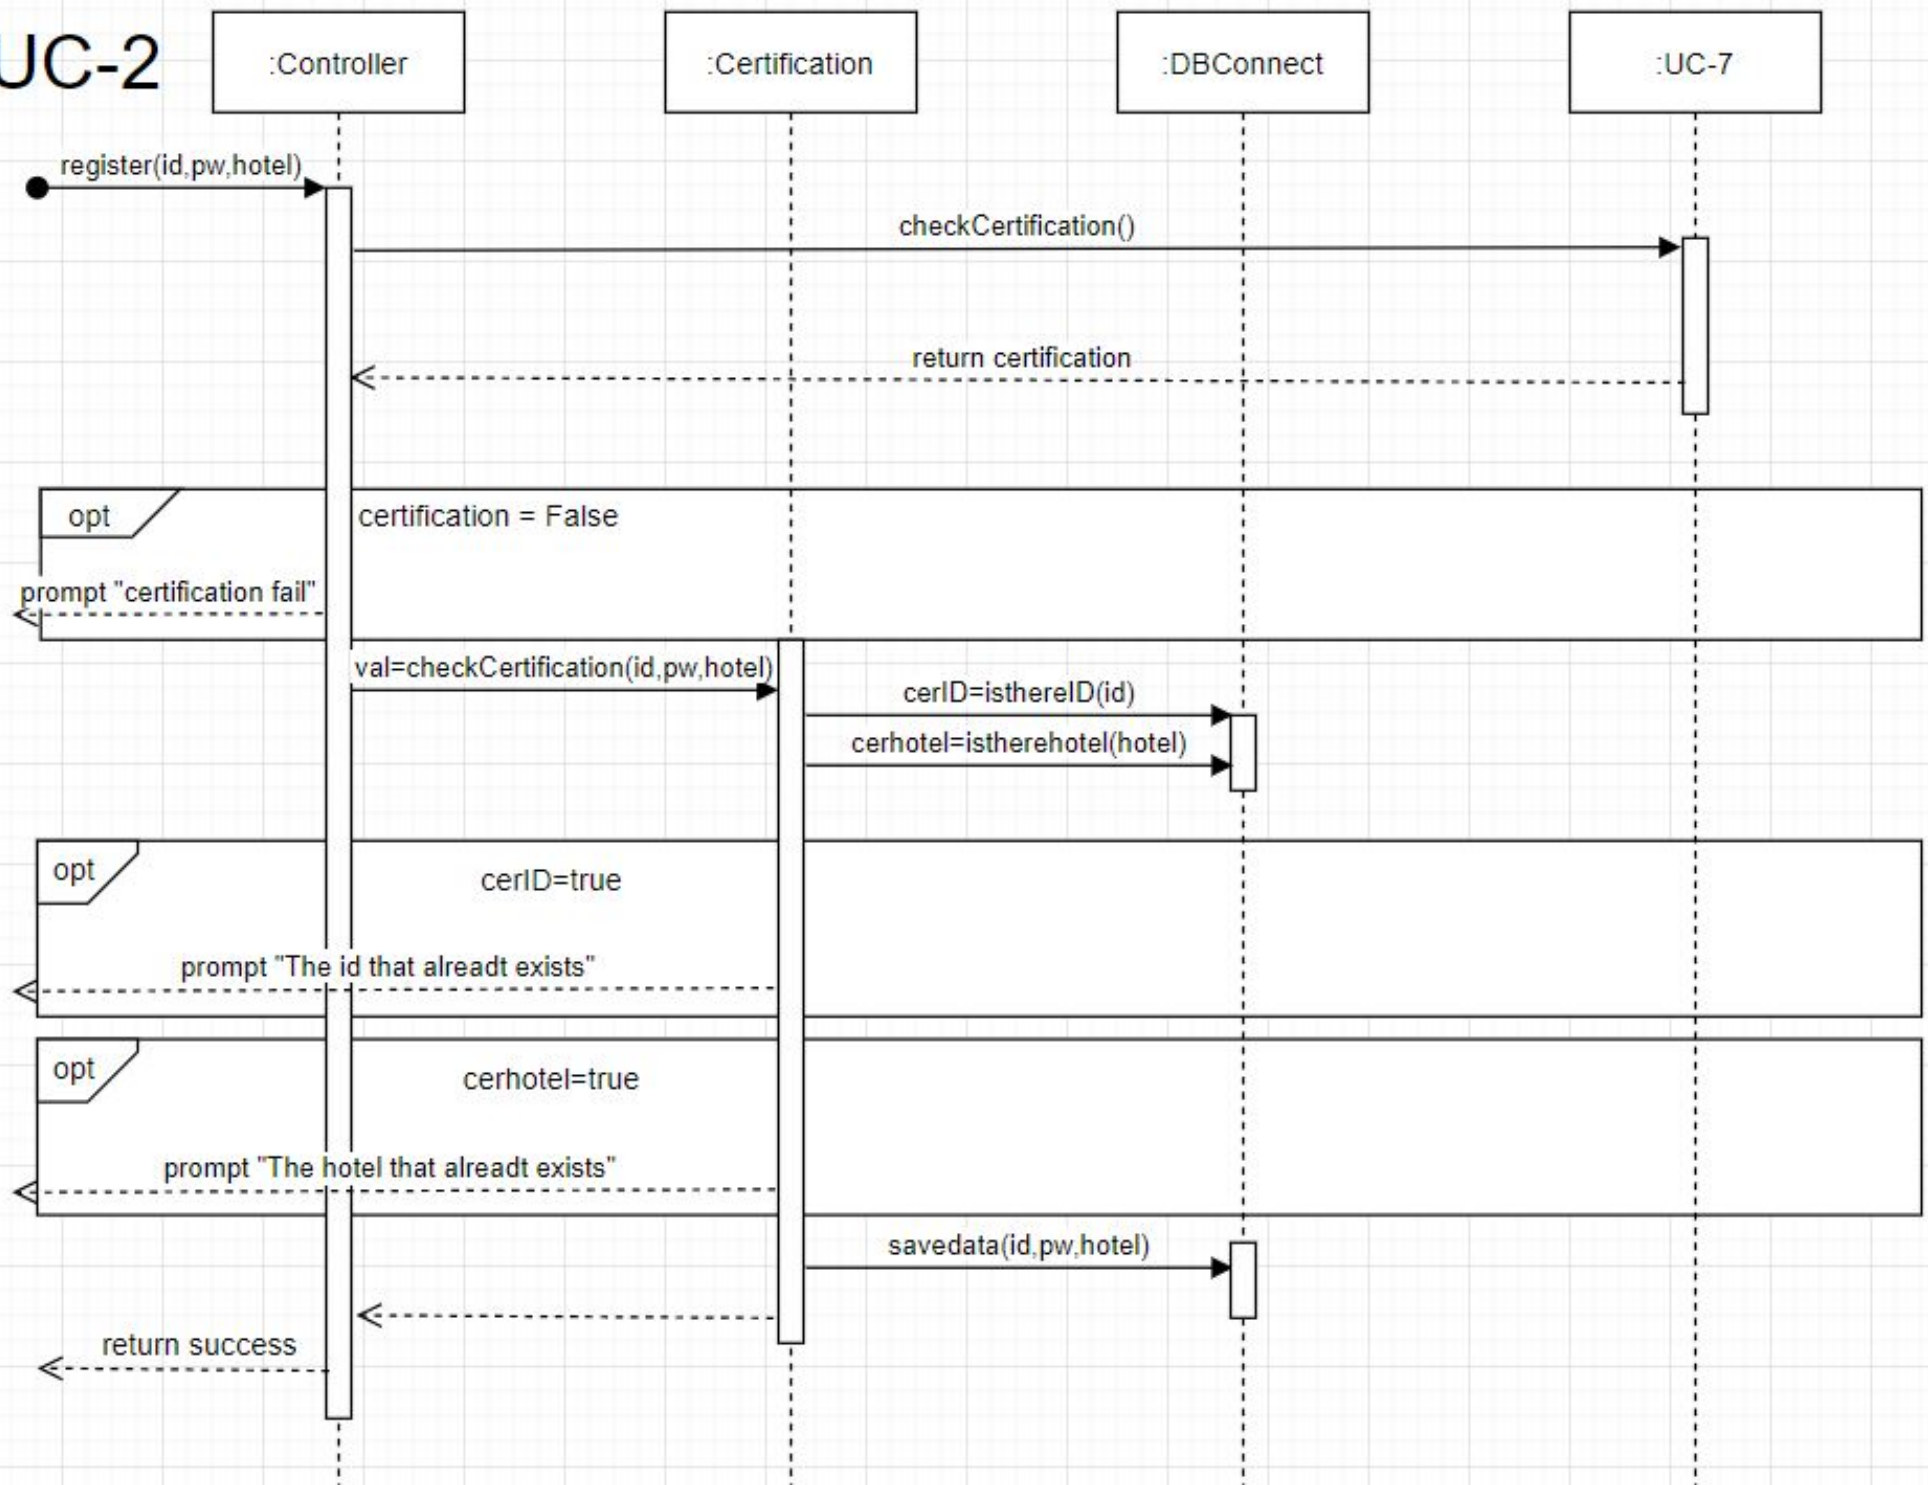 UC-2
:Controller
:Certification
:DBConnect
:UC-7
register(id,pw,hotel)
checkCertification()
return certification
opt
certification = False
prompt "certification fail"
val=checkCertification(id,pw,hotel)
cerID=isthereID(id)
cerhotel=istherehotel(hotel)
opt
cerID=true
prompt "The id that alreadt exists"
opt
cerhotel=true
prompt "The hotel that alreadt exists"
savedata(id,pw,hotel)
return success